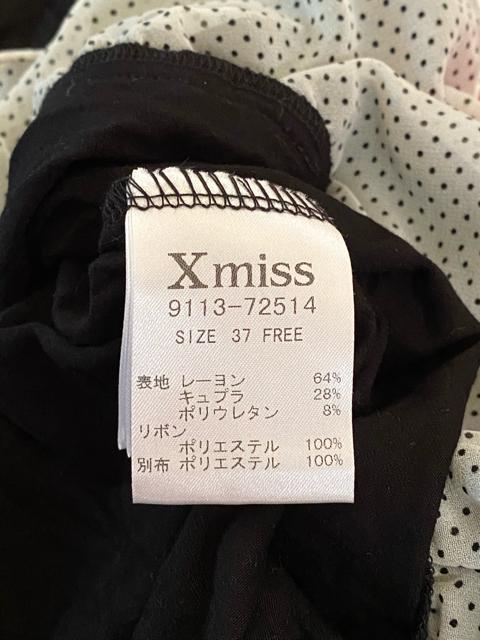 Xmiss
9113-72514
SIZE 37 FREE
表地 レーヨン 64%
キュプラ 28%
ポリウレタン 8%
リボン
ポリエステル 100%
別布 ポリエステル 100%